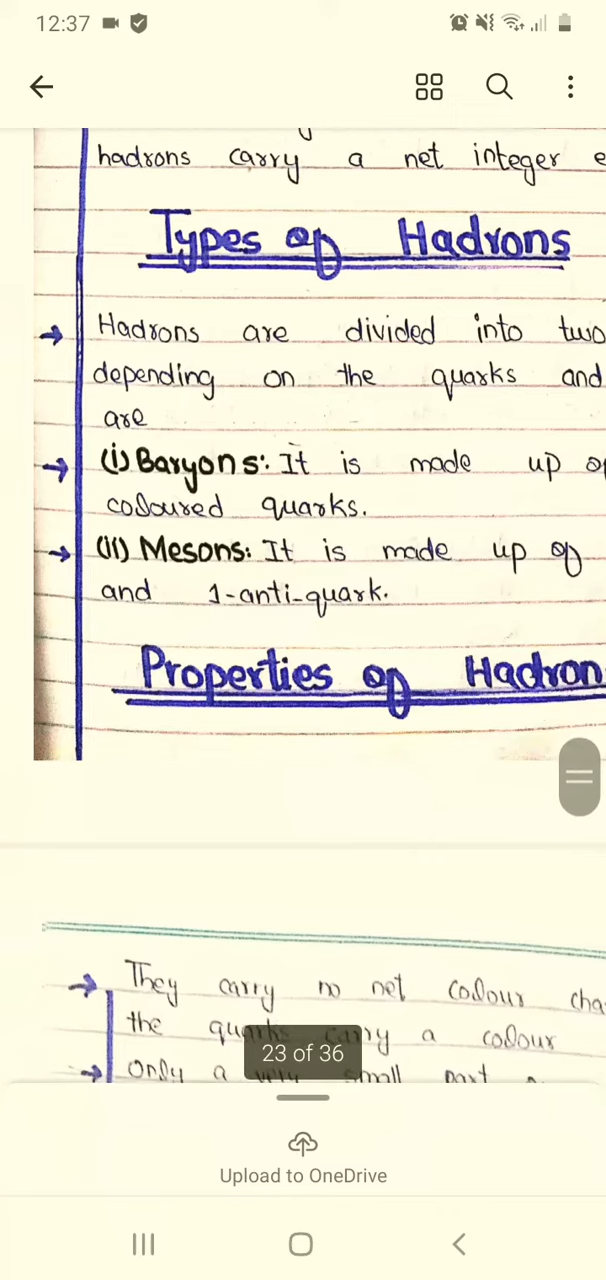 12:37
hadrons carry a net integer e
Types of Hadrons
→ Hadrons are divided into two
depending on the quarks and
are
→ (i) Baryons: It is made up of
coloured quarks.
→ (ii) Mesons: It is made up of
and 1-anti-quark.
Properties of Hadron
→ They carry no net colour cha
the quarks carry a colour
23 of 36
→ Only a very small part
Upload to OneDrive